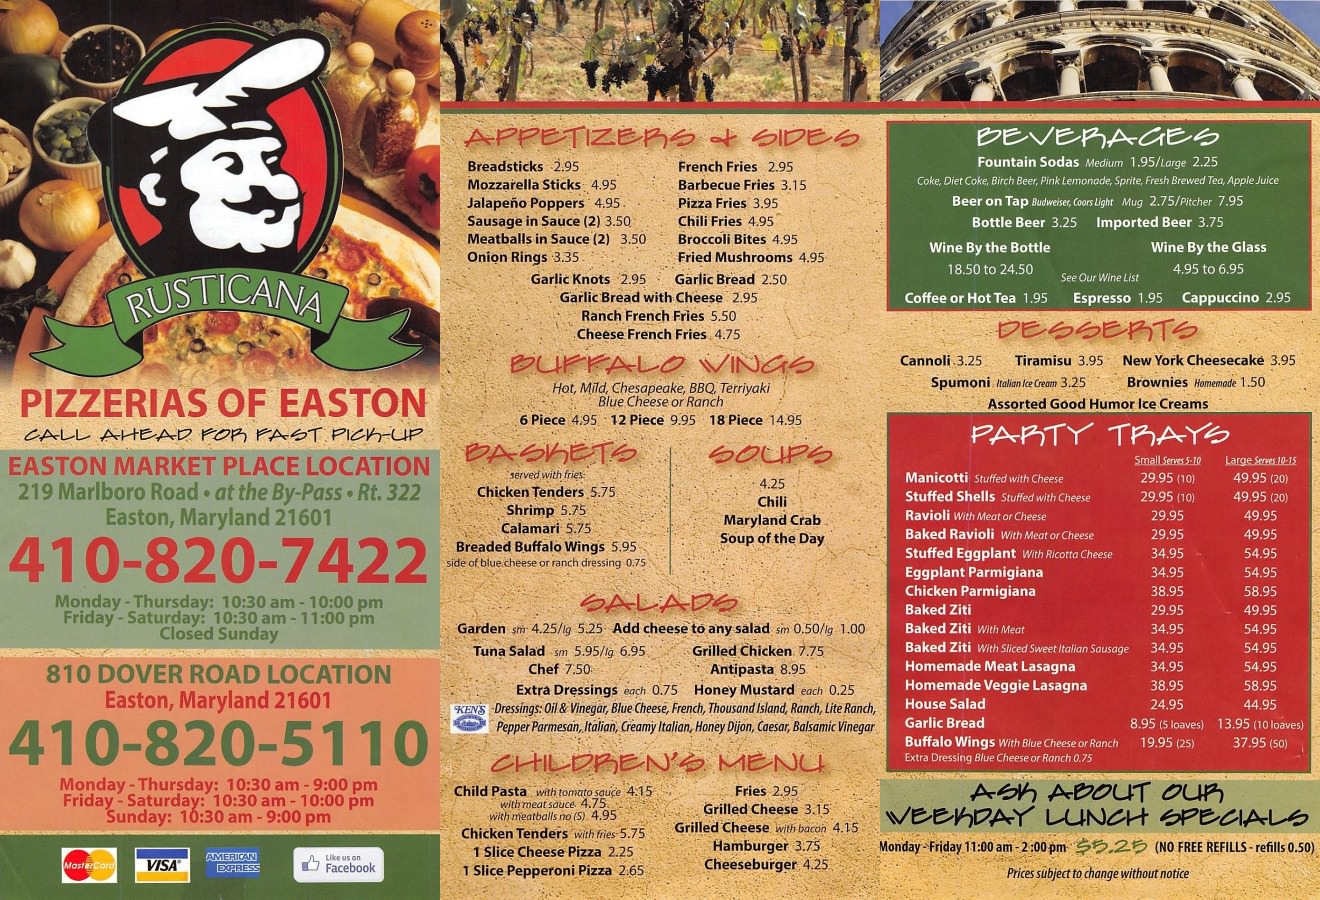 RUSTICANA
PIZZERIAS OF EASTON
CALL AHEAD FOR FAST PICK-UP
EASTON MARKET PLACE LOCATION
219 Marlboro Road • at the By-Pass • Rt. 322
Easton, Maryland 21601
410-820-7422
Monday - Thursday: 10:30 am - 10:00 pm
Friday - Saturday: 10:30 am - 11:00 pm
Closed Sunday
810 DOVER ROAD LOCATION
Easton, Maryland 21601
410-820-5110
Monday - Thursday: 10:30 am - 9:00 pm
Friday - Saturday: 10:30 am - 10:00 pm
Sunday: 10:30 am - 9:00 pm
MasterCard VISA AMERICAN EXPRESS Like us on Facebook
APPETIZERS & SIDES
Breadsticks 2.95
Mozzarella Sticks 4.95
Jalapeño Poppers 4.95
Sausage in Sauce (2) 3.50
Meatballs in Sauce (2) 3.50
Onion Rings 3.35
French Fries 2.95
Barbecue Fries 3.15
Pizza Fries 3.95
Chili Fries 4.95
Broccoli Bites 4.95
Fried Mushrooms 4.95
Garlic Knots 2.95 Garlic Bread 2.50
Garlic Bread with Cheese 2.95
Ranch French Fries 5.50
Cheese French Fries 4.75
BUFFALO WINGS
Hot, Mild, Chesapeake, BBQ, Terriyaki
Blue Cheese or Ranch
6 Piece 4.95 12 Piece 9.95 18 Piece 14.95
BASKETS
served with fries
Chicken Tenders 5.75
Shrimp 5.75
Calamari 5.75
Breaded Buffalo Wings 5.95
side of blue cheese or ranch dressing 0.75
SOUPS
4.25
Chili
Maryland Crab
Soup of the Day
SALADS
Garden sm 4.25/lg 5.25 Add cheese to any salad sm 0.50/lg 1.00
Tuna Salad sm 5.95/lg 6.95 Grilled Chicken 7.75
Chef 7.50 Antipasta 8.95
Extra Dressings each 0.75 Honey Mustard each 0.25
KEN'S
Dressings: Oil & Vinegar, Blue Cheese, French, Thousand Island, Ranch, Lite Ranch,
Pepper Parmesan, Italian, Creamy Italian, Honey Dijon, Caesar, Balsamic Vinegar
CHILDREN'S MENU
Child Pasta with tomato sauce 4.15
with meat sauce 4.75
with meatballs no (S) 4.95
Chicken Tenders with fries 5.75
1 Slice Cheese Pizza 2.25
1 Slice Pepperoni Pizza 2.65
Fries 2.95
Grilled Cheese 3.15
Grilled Cheese with bacon 4.15
Hamburger 3.75
Cheeseburger 4.25
BEVERAGES
Fountain Sodas Medium 1.95/Large 2.25
Coke, Diet Coke, Birch Beer, Pink Lemonade, Sprite, Fresh Brewed Tea, Apple Juice
Beer on Tap Budweiser, Coors Light Mug 2.75/Pitcher 7.95
Bottle Beer 3.25 Imported Beer 3.75
Wine By the Bottle Wine By the Glass
18.50 to 24.50 See Our Wine List 4.95 to 6.95
Coffee or Hot Tea 1.95 Espresso 1.95 Cappuccino 2.95
DESSERTS
Cannoli 3.25 Tiramisu 3.95 New York Cheesecake 3.95
Spumoni Italian Ice Cream 3.25 Brownies Homemade 1.50
Assorted Good Humor Ice Creams
PARTY TRAYS
Small Serves 5-10 Large Serves 10-15
Manicotti Stuffed with Cheese 29.95 (10) 49.95 (20)
Stuffed Shells Stuffed with Cheese 29.95 (10) 49.95 (20)
Ravioli With Meat or Cheese 29.95 49.95
Baked Ravioli With Meat or Cheese 29.95 49.95
Stuffed Eggplant With Ricotta Cheese 34.95 54.95
Eggplant Parmigiana 34.95 54.95
Chicken Parmigiana 38.95 58.95
Baked Ziti 29.95 49.95
Baked Ziti With Meat 34.95 54.95
Baked Ziti With Sliced Sweet Italian Sausage 34.95 54.95
Homemade Meat Lasagna 34.95 54.95
Homemade Veggie Lasagna 38.95 58.95
House Salad 24.95 44.95
Garlic Bread 8.95 (5 loaves) 13.95 (10 loaves)
Buffalo Wings With Blue Cheese or Ranch 19.95 (25) 37.95 (50)
Extra Dressing Blue Cheese or Ranch 0.75
ASK ABOUT OUR
WEEKDAY LUNCH SPECIALS
Monday - Friday 11:00 am - 2 :00 pm $5.25 (NO FREE REFILLS - refills 0.50)
Prices subject to change without notice